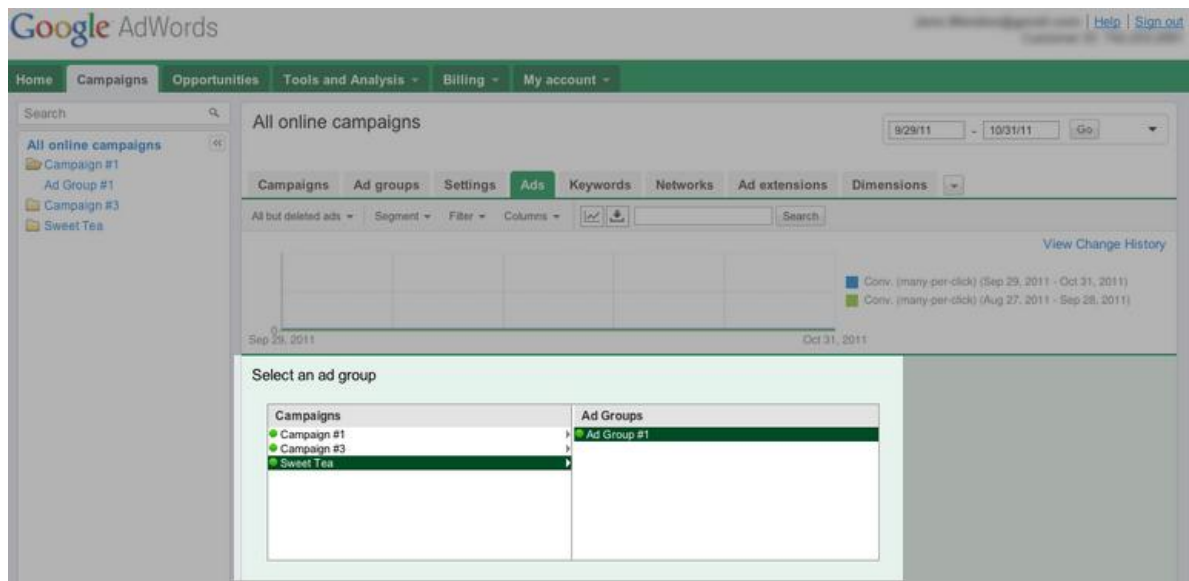 Google AdWords
Help | Sign out
Home Campaigns Opportunities Tools and Analysis Billing My account
Search
All online campaigns
Campaign #1
Ad Group #1
Campaign #3
Sweet Tea
All online campaigns
9/29/11 - 10/31/11 Go
Campaigns Ad groups Settings Ads Keywords Networks Ad extensions Dimensions
All but deleted ads Segment Filter Columns Search
View Change History
Conv. (many-per-click) (Sep 29, 2011 - Oct 31, 2011)
Conv. (many-per-click) (Aug 27, 2011 - Sep 28, 2011)
0
Sep 29, 2011 Oct 31, 2011
Select an ad group
Campaigns Ad Groups
Campaign #1 Ad Group #1
Campaign #3
Sweet Tea